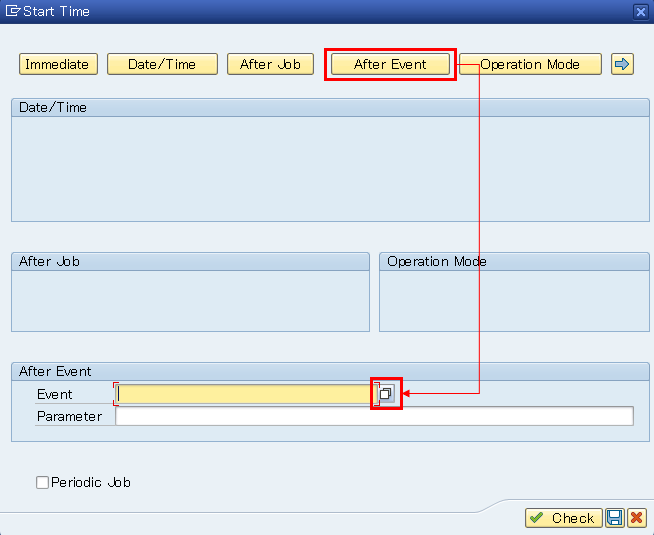 Start Time
Immediate Date/Time After Job After Event Operation Mode
Date/Time
After Job Operation Mode
After Event
Event
Parameter
Periodic Job
Check